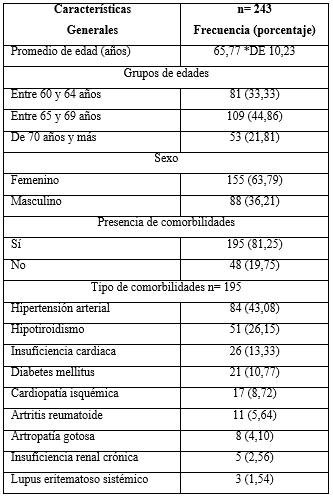 Características n= 243
Generales Frecuencia (porcentaje)
Promedio de edad (años) 65,77 *DE 10,23
Grupos de edades
Entre 60 y 64 años 81 (33,33)
Entre 65 y 69 años 109 (44,86)
De 70 años y más 53 (21,81)
Sexo
Femenino 155 (63,79)
Masculino 88 (36,21)
Presencia de comorbilidades
Sí 195 (81,25)
No 48 (19,75)
Tipo de comorbilidades n= 195
Hipertensión arterial 84 (43,08)
Hipotiroidismo 51 (26,15)
Insuficiencia cardiaca 26 (13,33)
Diabetes mellitus 21 (10,77)
Cardiopatía isquémica 17 (8,72)
Artritis reumatoide 11 (5,64)
Artropatía gotosa 8 (4,10)
Insuficiencia renal crónica 5 (2,56)
Lupus eritematoso sistémico 3 (1,54)